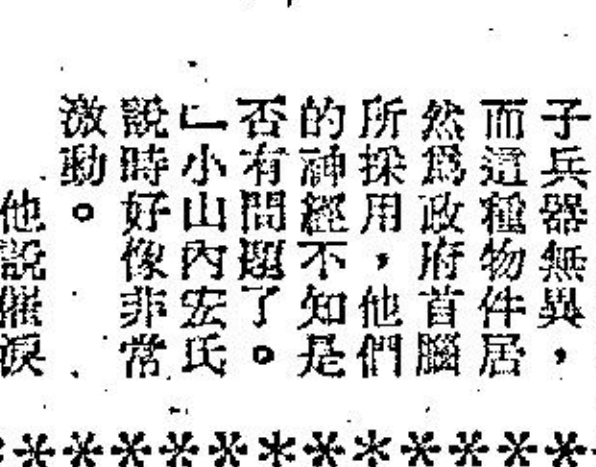 子兵器無異，
而這種物件居
然爲政府首腦
所採用，他們
的神經不知是
否有問題了。
」小山內宏氏
說時好像非常
激動。
他說催淚